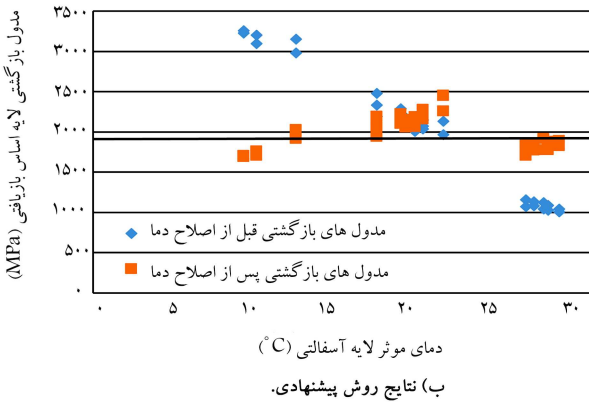 مدول بازگشتی لایه اساس بازیافتی (MPa)
۳۵۰۰
۳۰۰۰
۲۵۰۰
۲۰۰۰
۱۵۰۰
۱۰۰۰
۵۰۰
۰
مدول های بازگشتی قبل از اصلاح دما
مدول های بازگشتی پس از اصلاح دما
۰ ۵ ۱۰ ۱۵ ۲۰ ۲۵ ۳۰
دمای موثر لایه آسفالتی (°C)
ب) نتایج روش پیشنهادی.